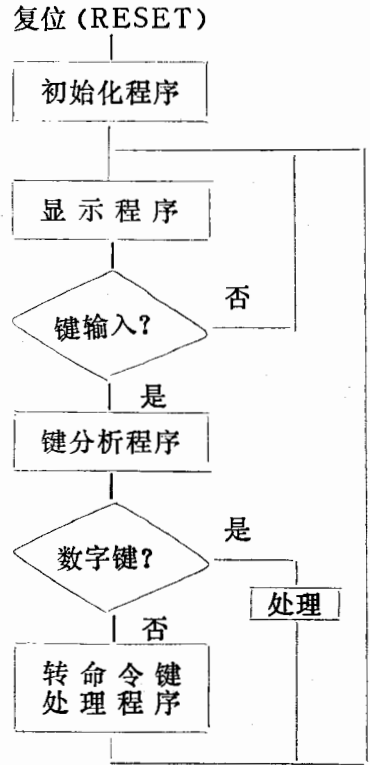 复位(RESET)
初始化程序
显示程序
键输入?
否
是
键分析程序
数字键?
是
处理
否
转命令键
处理程序